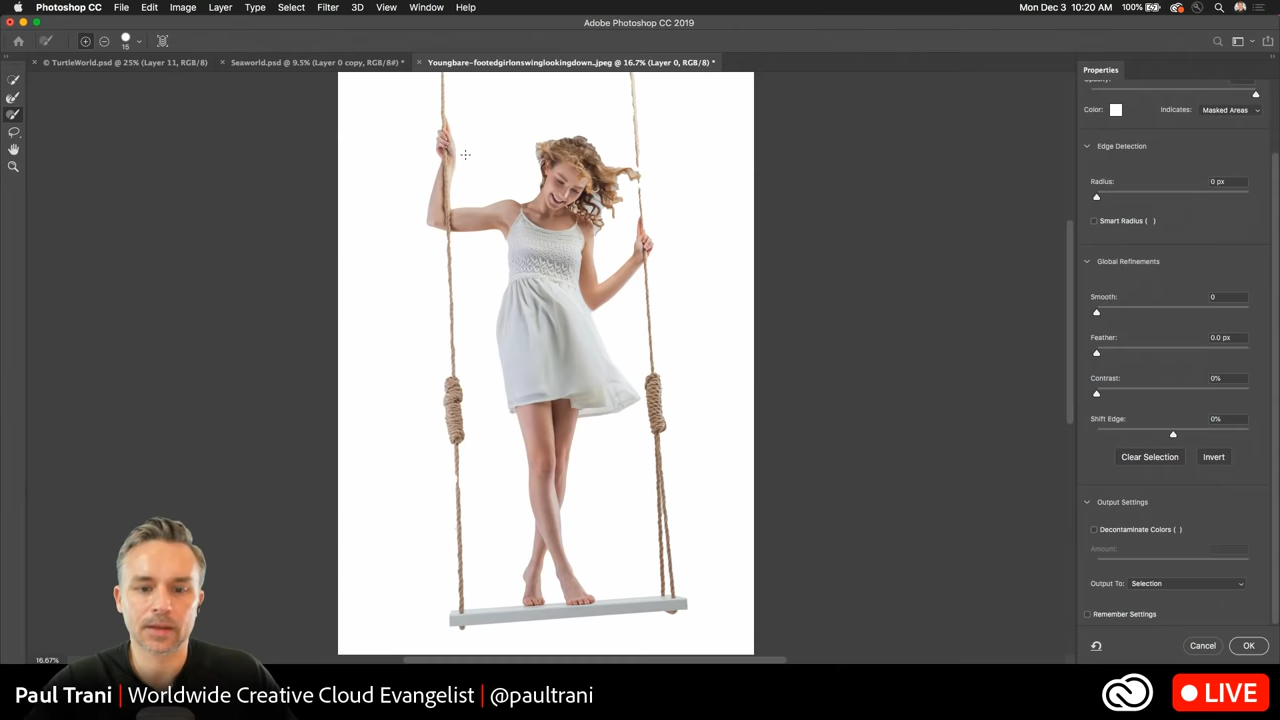 Photoshop CC File Edit Image Layer Type Select Filter 3D View Window Help 100% Mon Dec 3 10:20 AM
Adobe Photoshop CC 2019
15
© TurtleWorld.psd @ 25% (Layer 11, RGB/8) Seaworld.psd @ 9.5% (Layer 0 copy, RGB/8#) * Youngbare-footedgirlonswinglookingdown..jpeg @ 16.7% (Layer 0, RGB/8) *
Properties
Color: Indicates: Masked Areas
Edge Detection
Radius: 0 px
Smart Radius ( )
Global Refinements
Smooth: 0
Feather: 0.0 px
Contrast: 0%
Shift Edge: 0%
Clear Selection Invert
Output Settings
Decontaminate Colors ( )
Amount:
Output To: Selection
Remember Settings
Cancel OK
16.67%
Paul Trani | Worldwide Creative Cloud Evangelist | @paultrani
LIVE